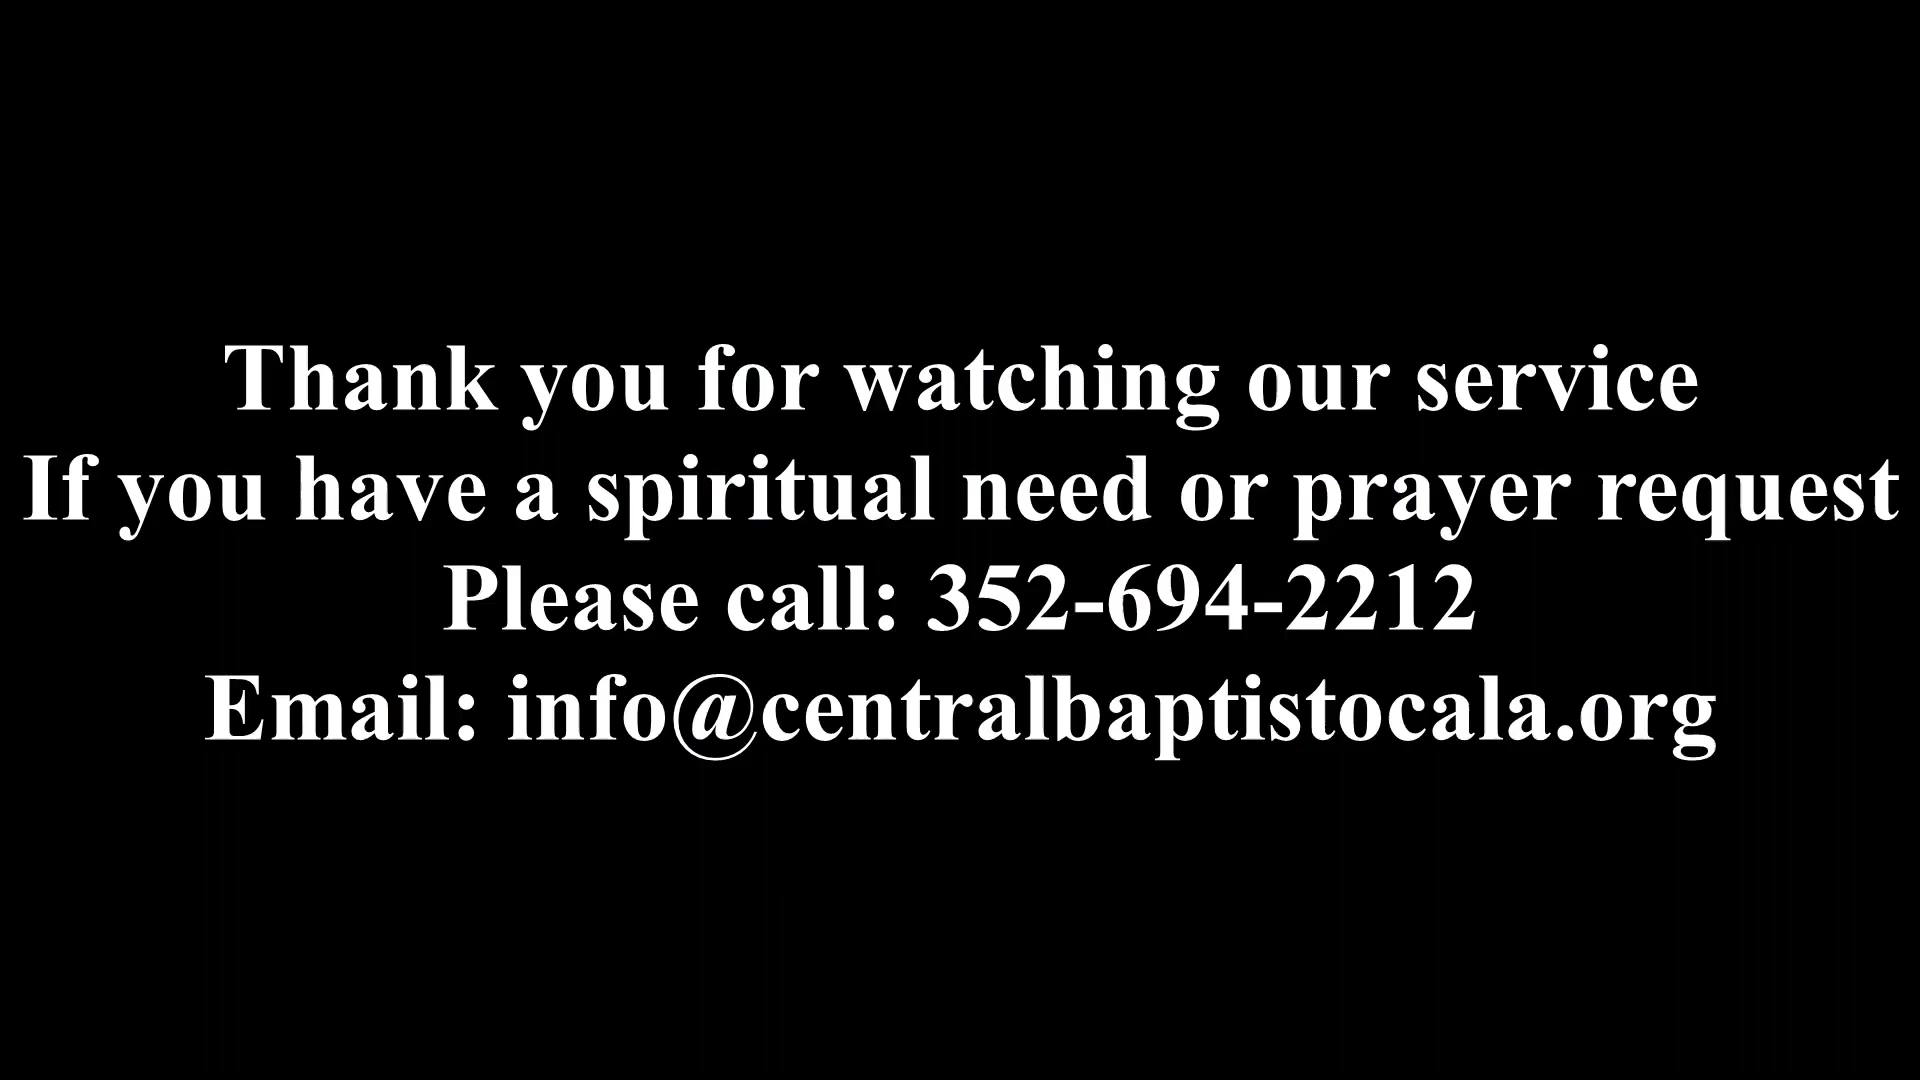 Thank you for watching our service
If you have a spiritual need or prayer request
Please call: 352-694-2212
Email: info@centralbaptistocala.org